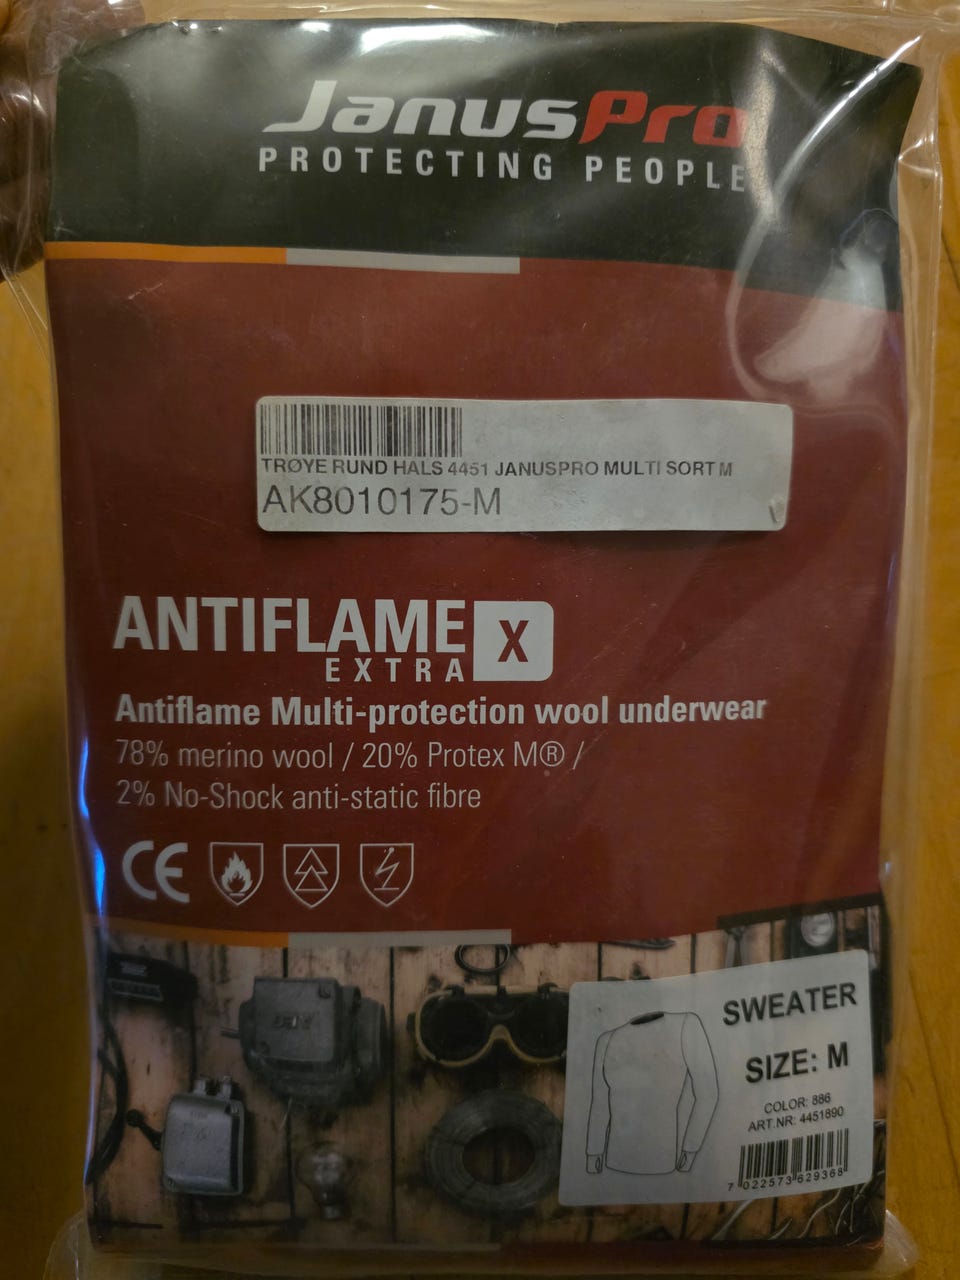 JanusPro
PROTECTING PEOPLE
TRØYE RUND HALS 4451 JANUSPRO MULTI SORT M
AK8010175-M
ANTIFLAME X
EXTRA
Antiflame Multi-protection wool underwear
78% merino wool / 20% Protex M® /
2% No-Shock anti-static fibre
CE
SWEATER
SIZE: M
COLOR: 886
ART.NR: 4451890
7 022573 629368